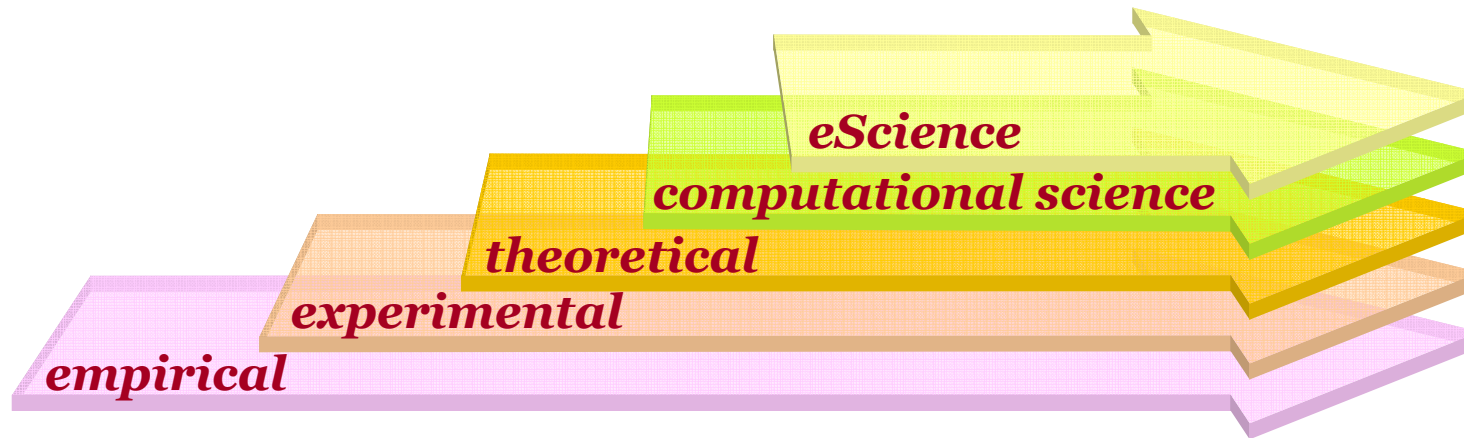 eScience
computational science
theoretical
experimental
empirical